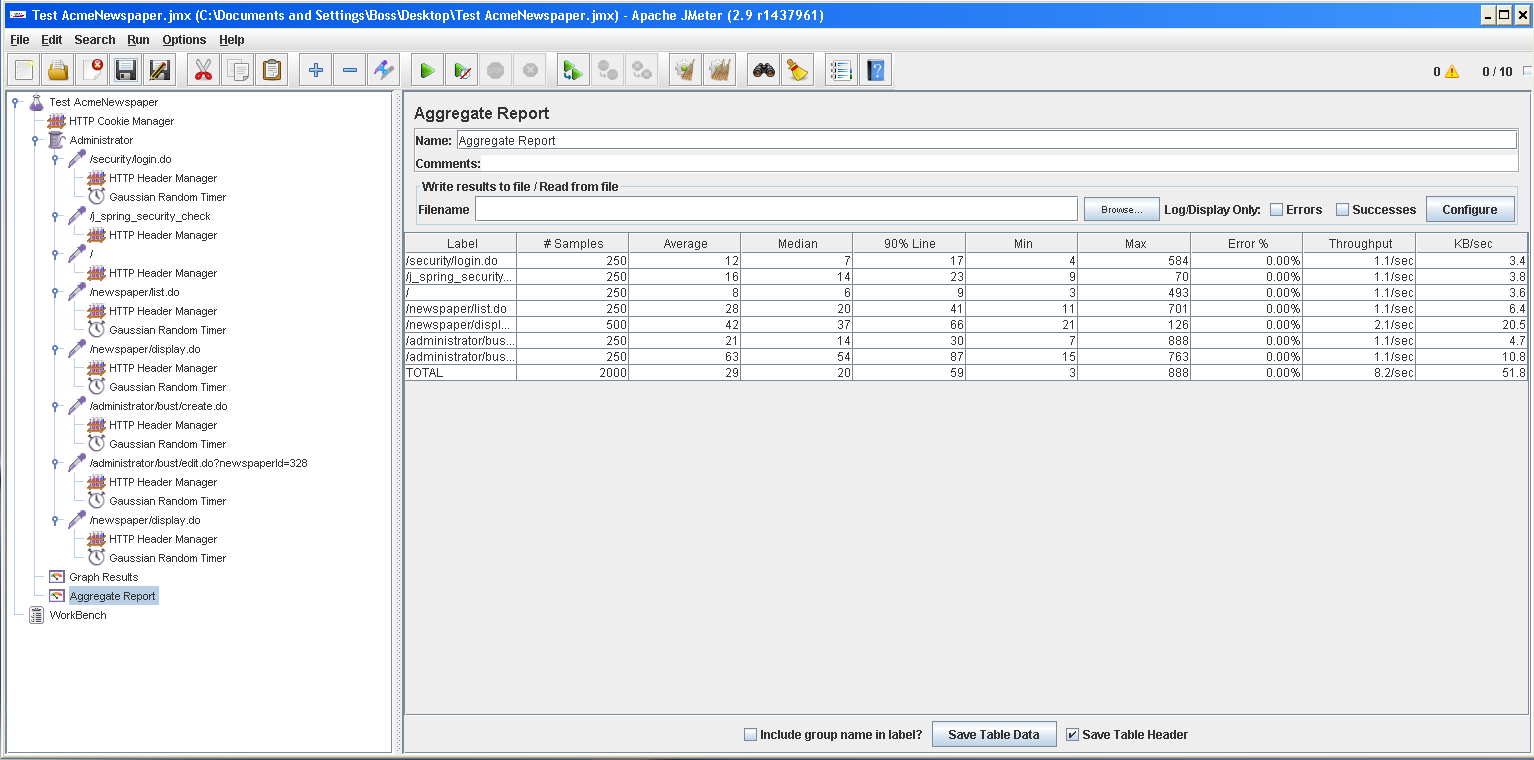 Test AcmeNewspaper.jmx (C:\Documents and Settings\Boss\Desktop\Test AcmeNewspaper.jmx) - Apache JMeter (2.9 r1437961)
File Edit Search Run Options Help
0 0 / 10
Test AcmeNewspaper
HTTP Cookie Manager
Administrator
/security/login.do
HTTP Header Manager
Gaussian Random Timer
/j_spring_security_check
HTTP Header Manager
/
HTTP Header Manager
/newspaper/list.do
HTTP Header Manager
Gaussian Random Timer
/newspaper/display.do
HTTP Header Manager
Gaussian Random Timer
/administrator/bust/create.do
HTTP Header Manager
Gaussian Random Timer
/administrator/bust/edit.do?newspaperId=328
HTTP Header Manager
Gaussian Random Timer
/newspaper/display.do
HTTP Header Manager
Gaussian Random Timer
Graph Results
Aggregate Report
WorkBench
Aggregate Report
Name: Aggregate Report
Comments:
Write results to file / Read from file
Filename Browse... Log/Display Only: Errors Successes Configure
Label # Samples Average Median 90% Line Min Max Error % Throughput KB/sec
/security/login.do 250 12 7 17 4 584 0.00% 1.1/sec 3.4
/j_spring_security... 250 16 14 23 9 70 0.00% 1.1/sec 3.8
/ 250 8 6 9 3 493 0.00% 1.1/sec 3.6
/newspaper/list.do 250 28 20 41 11 701 0.00% 1.1/sec 6.4
/newspaper/displ... 500 42 37 66 21 126 0.00% 2.1/sec 20.5
/administrator/bus... 250 21 14 30 7 888 0.00% 1.1/sec 4.7
/administrator/bus... 250 63 54 87 15 763 0.00% 1.1/sec 10.8
TOTAL 2000 29 20 59 3 888 0.00% 8.2/sec 51.8
Include group name in label? Save Table Data Save Table Header